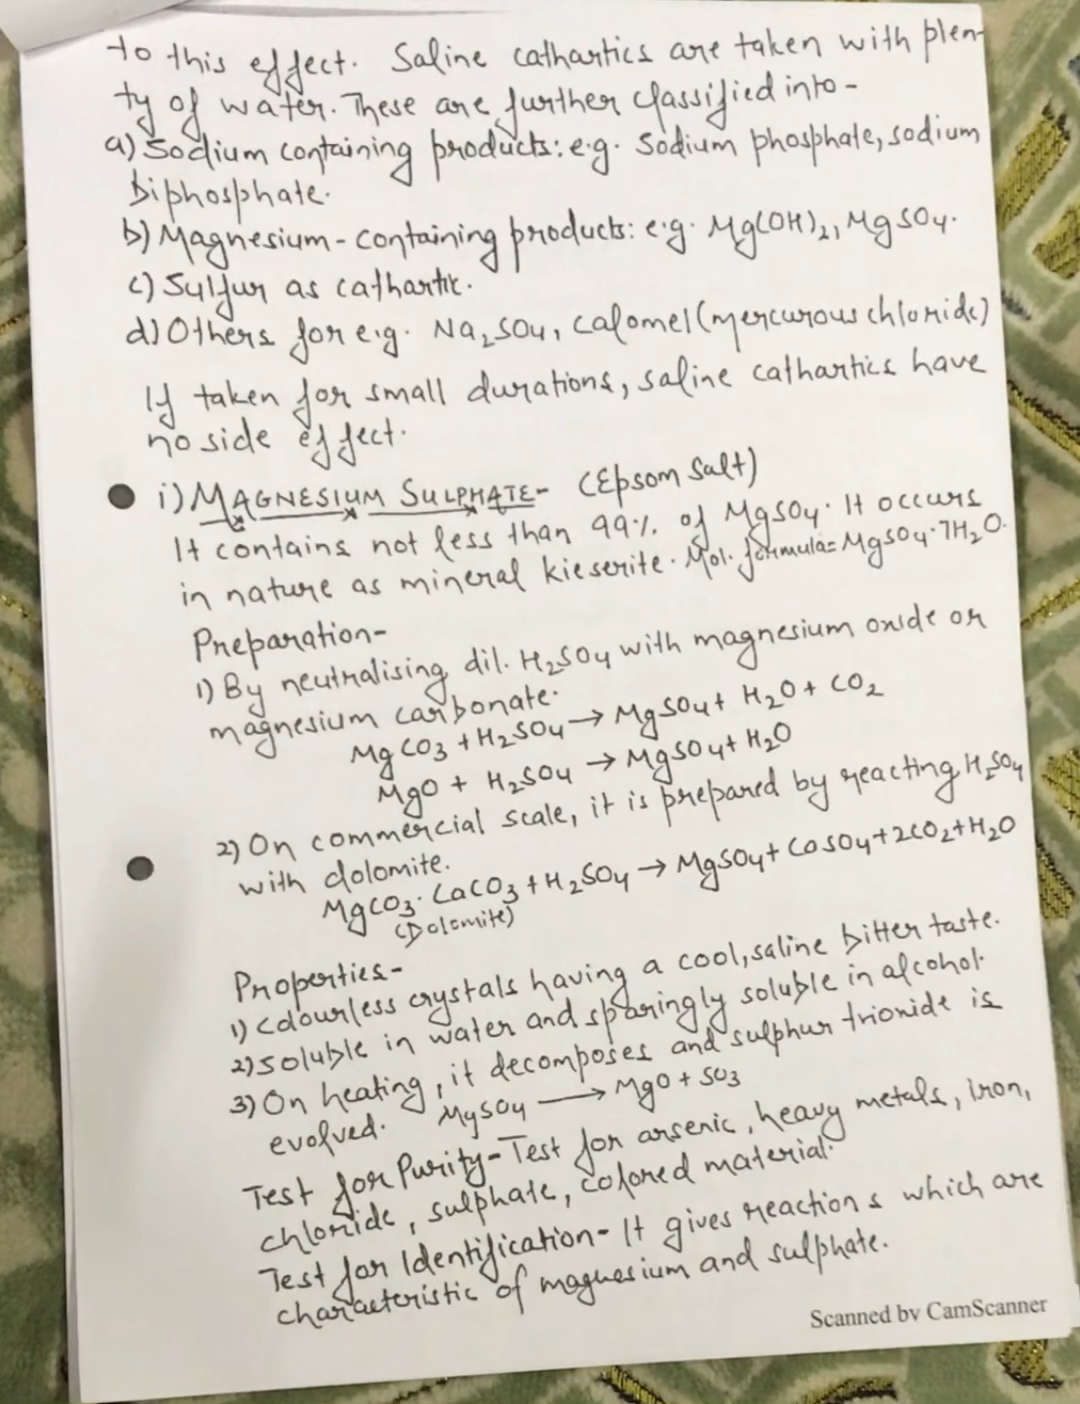 to this effect. Saline cathartics are taken with plen-
ty of water. These are further classified into -
a) Sodium containing products: e.g. Sodium phosphate, sodium
biphosphate.
b) Magnesium - containing products: e.g. Mg(OH)₂, MgSO₄.
c) Sulfur as cathartic.
d) Others for e.g. Na₂SO₄, calomel (mercurous chloride)
If taken for small durations, saline cathartics have
no side effect.
i) MAGNESIUM SULPHATE - (Epsom Salt)
It contains not less than 99% of MgSO₄. It occurs
in nature as mineral kieserite. Mol. formula = MgSO₄.7H₂O.
Preparation-
1) By neutralising dil. H₂SO₄ with magnesium oxide or
magnesium carbonate.
MgCO₃ + H₂SO₄ → MgSO₄ + H₂O + CO₂
MgO + H₂SO₄ → MgSO₄ + H₂O
2) On commercial scale, it is prepared by reacting H₂SO₄
with dolomite.
MgCO₃.CaCO₃ + H₂SO₄ → MgSO₄ + CaSO₄ + 2CO₂ + H₂O
(Dolomite)
Properties-
1) Colourless crystals having a cool, saline bitter taste.
2) Soluble in water and sparingly soluble in alcohol.
3) On heating, it decomposes and sulphur trioxide is
evolved. MgSO₄ → MgO + SO₃
Test for Purity - Test for arsenic, heavy metals, iron,
chloride, sulphate, colored material.
Test for Identification - It gives reactions which are
characteristic of magnesium and sulphate.
Scanned by CamScanner